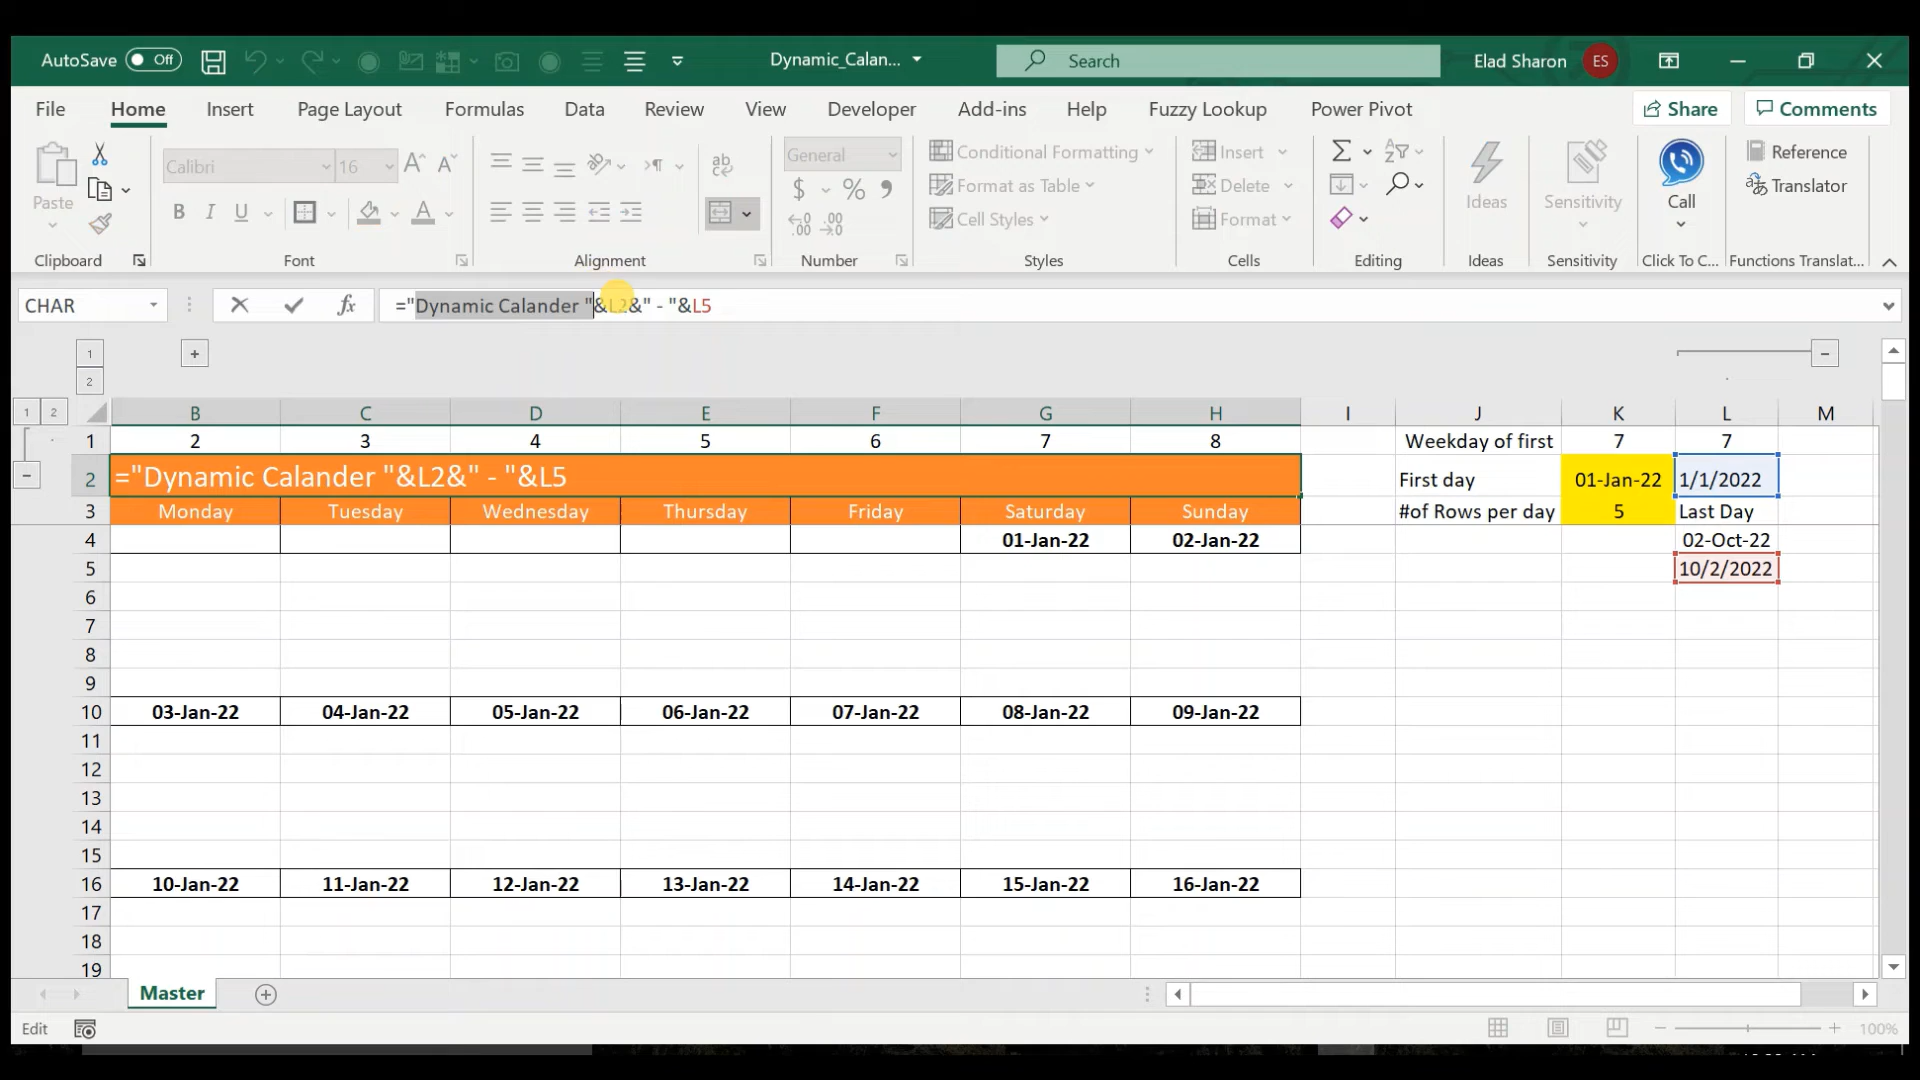 AutoSave Off Dynamic_Calan... Search Elad Sharon ES
File Home Insert Page Layout Formulas Data Review View Developer Add-ins Help Fuzzy Lookup Power Pivot Share Comments
Paste
Calibri 16
B I U
ab
General
$ % ,
.00
Conditional Formatting
Format as Table
Cell Styles
Insert
Delete
Format
Ideas
Sensitivity
Call
Reference
Translator
Clipboard Font Alignment Number Styles Cells Editing Ideas Sensitivity Click To C... Functions Translat...
CHAR fx ="Dynamic Calander "&L2&" - "&L5
1
2
1 2 B C D E F G H I J K L M
1 2 3 4 5 6 7 8 Weekday of first 7 7
2 ="Dynamic Calander "&L2&" - "&L5 First day 01-Jan-22 1/1/2022
3 Monday Tuesday Wednesday Thursday Friday Saturday Sunday #of Rows per day 5 Last Day
4 01-Jan-22 02-Jan-22 02-Oct-22
5 10/2/2022
6
7
8
9
10 03-Jan-22 04-Jan-22 05-Jan-22 06-Jan-22 07-Jan-22 08-Jan-22 09-Jan-22
11
12
13
14
15
16 10-Jan-22 11-Jan-22 12-Jan-22 13-Jan-22 14-Jan-22 15-Jan-22 16-Jan-22
17
18
19
Master
Edit 100%